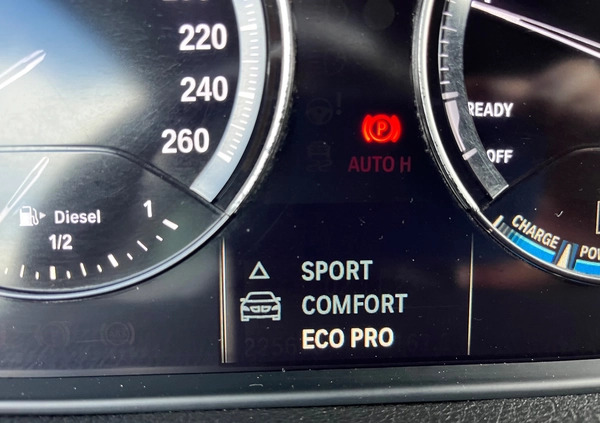 220
240
260
Diesel
1/2
1
P
AUTO H
READY
OFF
CHARGE
SPORT
COMFORT
ECO PRO